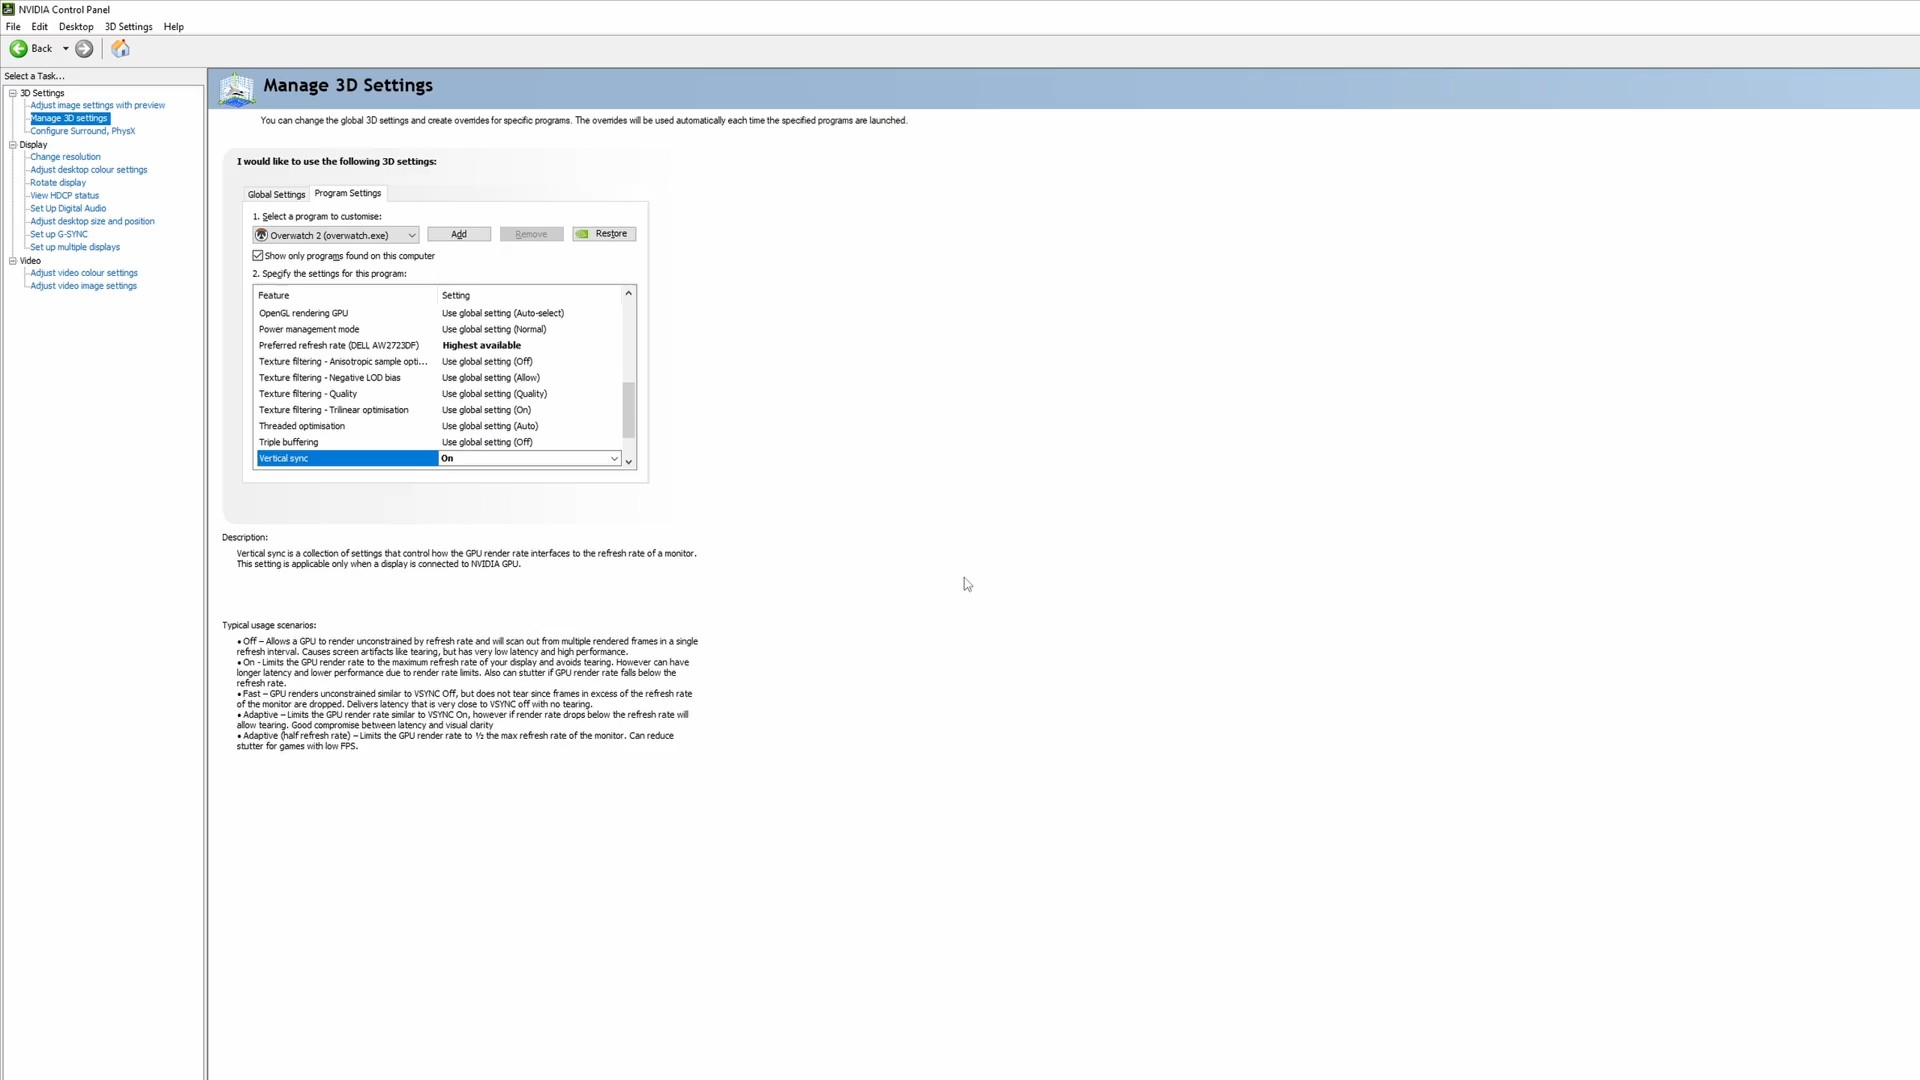 NVIDIA Control Panel
File Edit Desktop 3D Settings Help
Back
Select a Task...
3D Settings
Adjust image settings with preview
Manage 3D settings
Configure Surround, PhysX
Display
Change resolution
Adjust desktop colour settings
Rotate display
View HDCP status
Set Up Digital Audio
Adjust desktop size and position
Set up G-SYNC
Set up multiple displays
Video
Adjust video colour settings
Adjust video image settings
Manage 3D Settings
You can change the global 3D settings and create overrides for specific programs. The overrides will be used automatically each time the specified programs are launched.
I would like to use the following 3D settings:
Global Settings Program Settings
1. Select a program to customise:
Overwatch 2 (overwatch.exe) Add Remove Restore
Show only programs found on this computer
2. Specify the settings for this program:
Feature Setting
OpenGL rendering GPU Use global setting (Auto-select)
Power management mode Use global setting (Normal)
Preferred refresh rate (DELL AW2723DF) Highest available
Texture filtering - Anisotropic sample opti... Use global setting (Off)
Texture filtering - Negative LOD bias Use global setting (Allow)
Texture filtering - Quality Use global setting (Quality)
Texture filtering - Trilinear optimisation Use global setting (On)
Threaded optimisation Use global setting (Auto)
Triple buffering Use global setting (Off)
Vertical sync On
Description:
Vertical sync is a collection of settings that control how the GPU render rate interfaces to the refresh rate of a monitor.
This setting is applicable only when a display is connected to NVIDIA GPU.
Typical usage scenarios:
• Off – Allows a GPU to render unconstrained by refresh rate and will scan out from multiple rendered frames in a single
refresh interval. Causes screen artifacts like tearing, but has very low latency and high performance.
• On - Limits the GPU render rate to the maximum refresh rate of your display and avoids tearing. However can have
longer latency and lower performance due to render rate limits. Also can stutter if GPU render rate falls below the
refresh rate.
• Fast – GPU renders unconstrained similar to VSYNC Off, but does not tear since frames in excess of the refresh rate
of the monitor are dropped. Delivers latency that is very close to VSYNC off with no tearing.
• Adaptive – Limits the GPU render rate similar to VSYNC On, however if render rate drops below the refresh rate will
allow tearing. Good compromise between latency and visual clarity
• Adaptive (half refresh rate) – Limits the GPU render rate to ½ the max refresh rate of the monitor. Can reduce
stutter for games with low FPS.